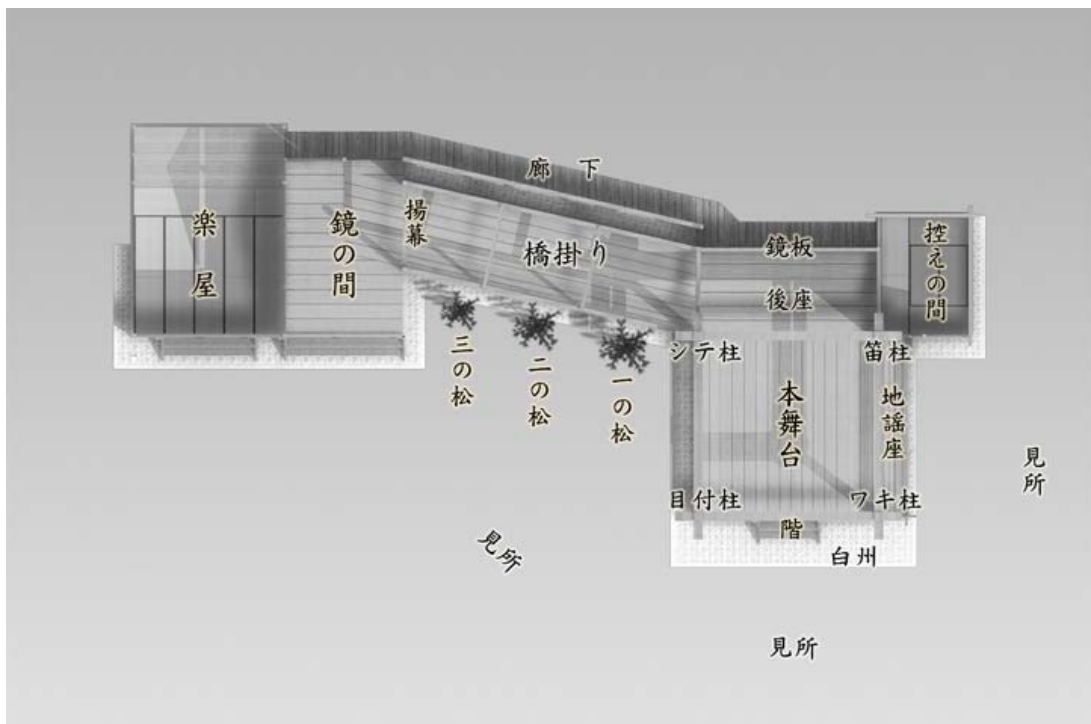 楽屋
鏡の間
揚幕
廊下
橋掛り
鏡板
後座
控えの間
三の松
二の松
一の松
シテ柱
笛柱
本舞台
地謡座
目付柱
ワキ柱
階
白州
見所
見所
見所